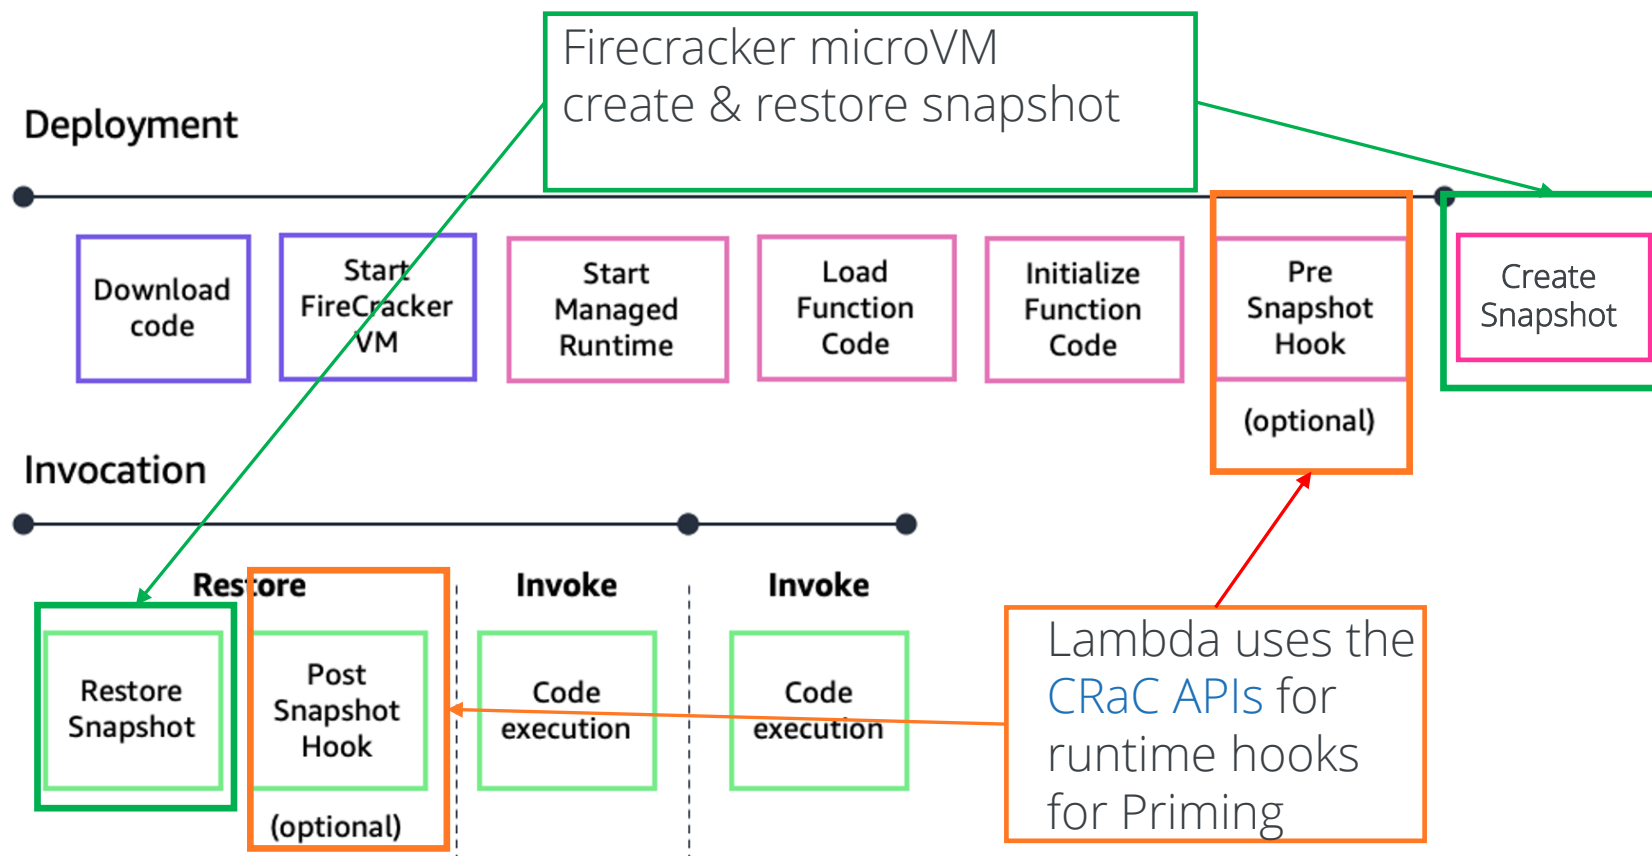 Firecracker microVM
create & restore snapshot
Deployment
Download
code
Start
FireCracker
VM
Start
Managed
Runtime
Load
Function
Code
Initialize
Function
Code
Pre
Snapshot
Hook
(optional)
Create
Snapshot
Invocation
Restore
Invoke
Invoke
Restore
Snapshot
Post
Snapshot
Hook
(optional)
Code
execution
Code
execution
Lambda uses the
CRaC APIs for
runtime hooks
for Priming